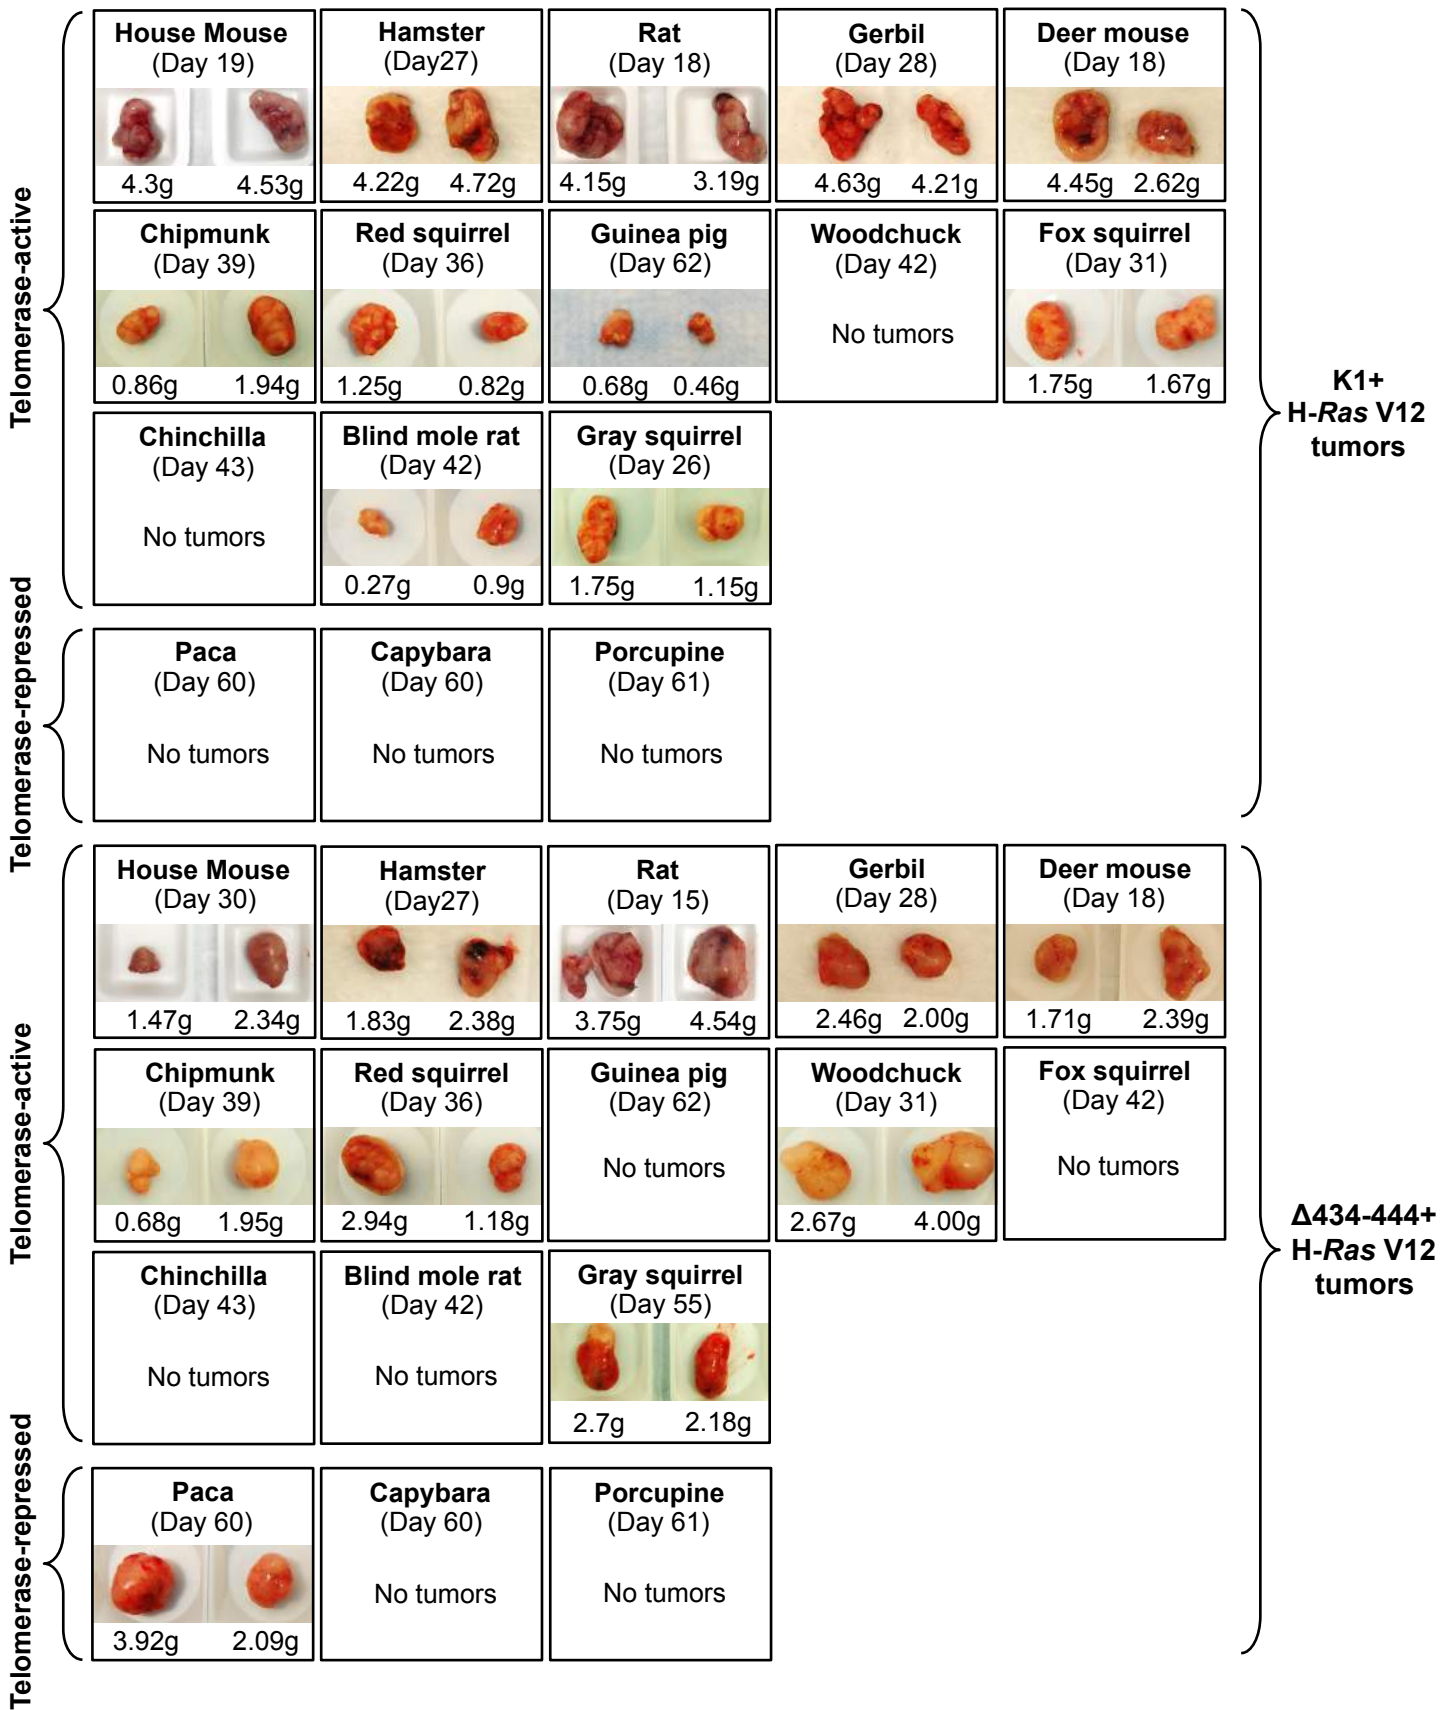 Telomerase-active
House Mouse
(Day 19)
4.3g 4.53g
Hamster
(Day27)
4.22g 4.72g
Rat
(Day 18)
4.15g 3.19g
Gerbil
(Day 28)
4.63g 4.21g
Deer mouse
(Day 18)
4.45g 2.62g
Chipmunk
(Day 39)
0.86g 1.94g
Red squirrel
(Day 36)
1.25g 0.82g
Guinea pig
(Day 62)
0.68g 0.46g
Woodchuck
(Day 42)
No tumors
Fox squirrel
(Day 31)
1.75g 1.67g
Chinchilla
(Day 43)
No tumors
Blind mole rat
(Day 42)
0.27g 0.9g
Gray squirrel
(Day 26)
1.75g 1.15g
Telomerase-repressed
Paca
(Day 60)
No tumors
Capybara
(Day 60)
No tumors
Porcupine
(Day 61)
No tumors
K1+
H-Ras V12
tumors
Telomerase-active
House Mouse
(Day 30)
1.47g 2.34g
Hamster
(Day27)
1.83g 2.38g
Rat
(Day 15)
3.75g 4.54g
Gerbil
(Day 28)
2.46g 2.00g
Deer mouse
(Day 18)
1.71g 2.39g
Chipmunk
(Day 39)
0.68g 1.95g
Red squirrel
(Day 36)
2.94g 1.18g
Guinea pig
(Day 62)
No tumors
Woodchuck
(Day 31)
2.67g 4.00g
Fox squirrel
(Day 42)
No tumors
Chinchilla
(Day 43)
No tumors
Blind mole rat
(Day 42)
No tumors
Gray squirrel
(Day 55)
2.7g 2.18g
Telomerase-repressed
Paca
(Day 60)
3.92g 2.09g
Capybara
(Day 60)
No tumors
Porcupine
(Day 61)
No tumors
Δ434-444+
H-Ras V12
tumors